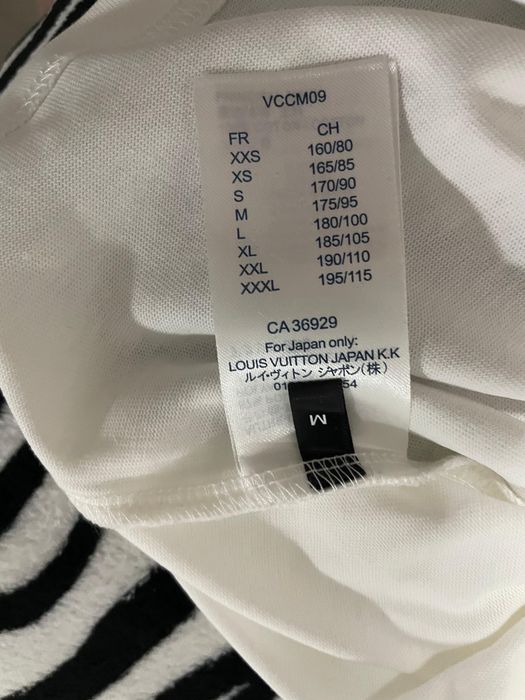 VCCM09
FR CH
XXS 160/80
XS 165/85
S 170/90
M 175/95
L 180/100
XL 185/105
XXL 190/110
XXXL 195/115
CA 36929
For Japan only:
LOUIS VUITTON JAPAN K.K
ルイ・ヴィトン ジャポン(株)
M